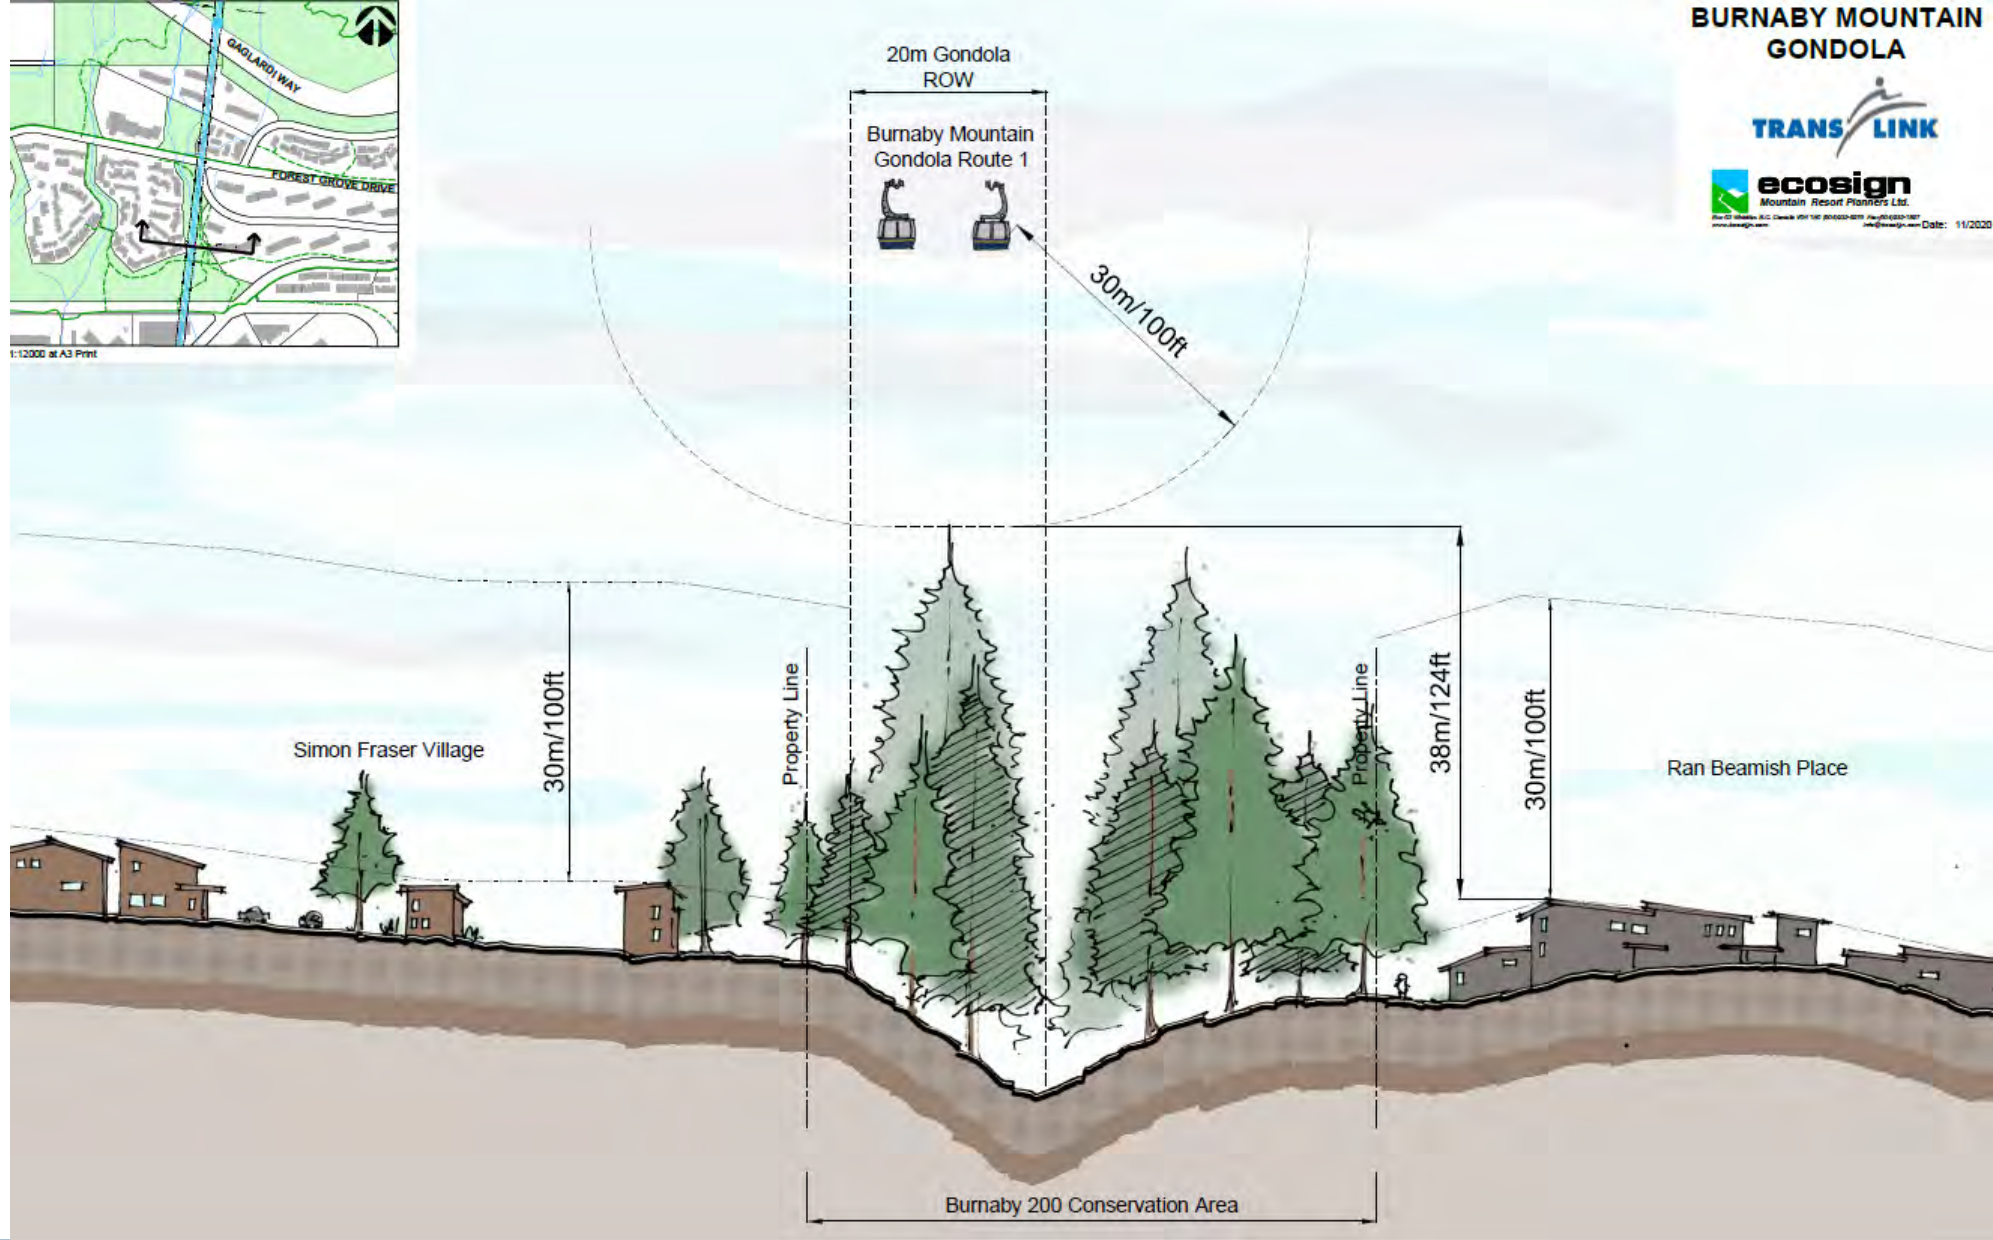 GAGLARDI WAY
FOREST GROVE DRIVE
1:12000 at A3 Print
20m Gondola
ROW
Burnaby Mountain
Gondola Route 1
30m/100ft
BURNABY MOUNTAIN
GONDOLA
TRANSLINK
ecosign
Mountain Resort Planners Ltd.
Date: 11/2020
Simon Fraser Village
30m/100ft
Property Line
Property Line
38m/124ft
30m/100ft
Ran Beamish Place
Burnaby 200 Conservation Area